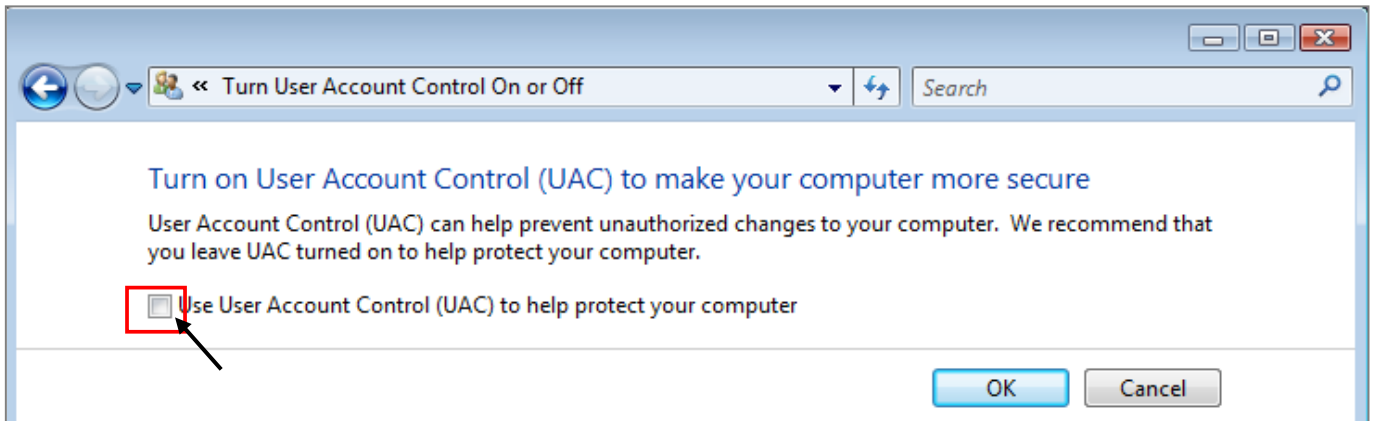 « Turn User Account Control On or Off
Search
Turn on User Account Control (UAC) to make your computer more secure
User Account Control (UAC) can help prevent unauthorized changes to your computer.  We recommend that
you leave UAC turned on to help protect your computer.
Use User Account Control (UAC) to help protect your computer
OK
Cancel